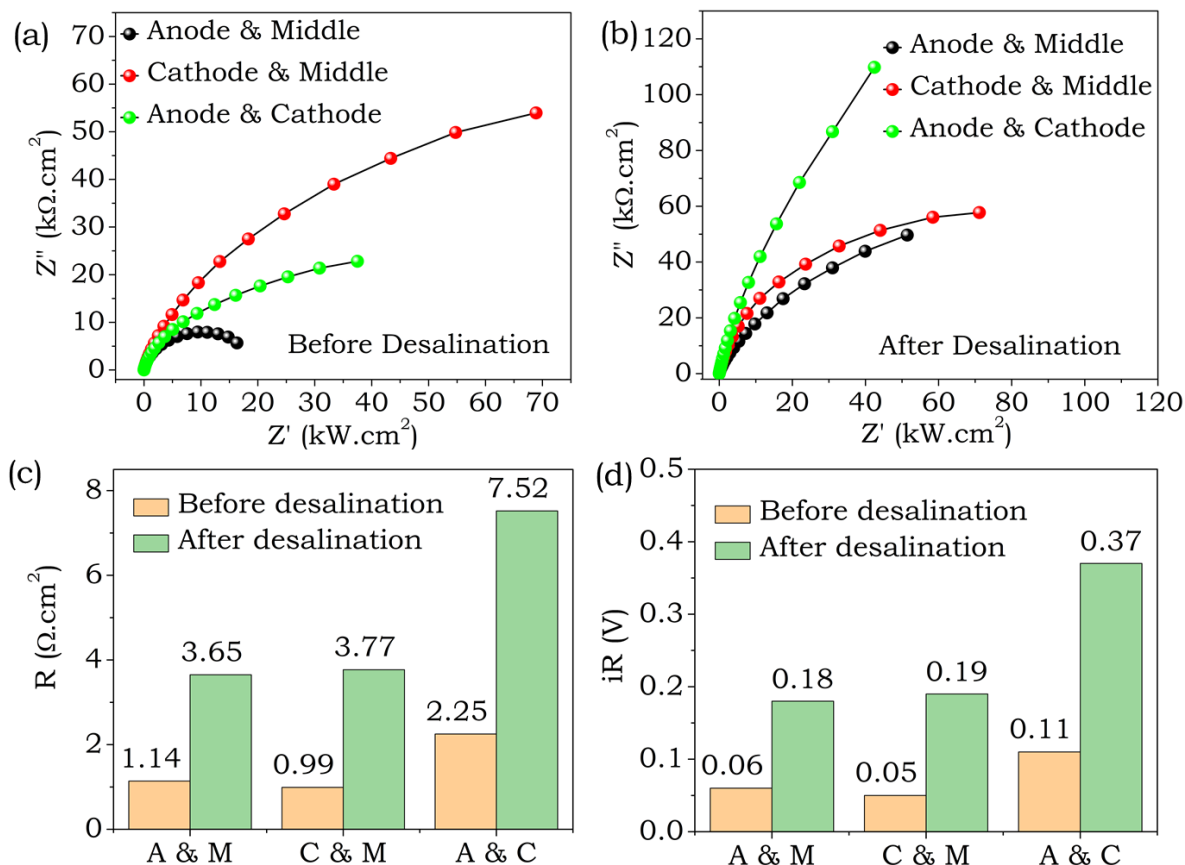 (a)
70
60
50
40
30
20
10
0
Z" (kΩ.cm²)
Anode & Middle
Cathode & Middle
Anode & Cathode
Before Desalination
0 10 20 30 40 50 60 70
Z' (kW.cm²)
(b)
120
100
80
60
40
20
0
Z" (kΩ.cm²)
Anode & Middle
Cathode & Middle
Anode & Cathode
After Desalination
0 20 40 60 80 100 120
Z' (kW.cm²)
(c)
8
6
4
2
0
R (Ω.cm²)
Before desalination
After desalination
1.14
3.65
0.99
3.77
2.25
7.52
A & M C & M A & C
(d)
0.5
0.4
0.3
0.2
0.1
0.0
iR (V)
Before desalination
After desalination
0.06
0.18
0.05
0.19
0.11
0.37
A & M C & M A & C